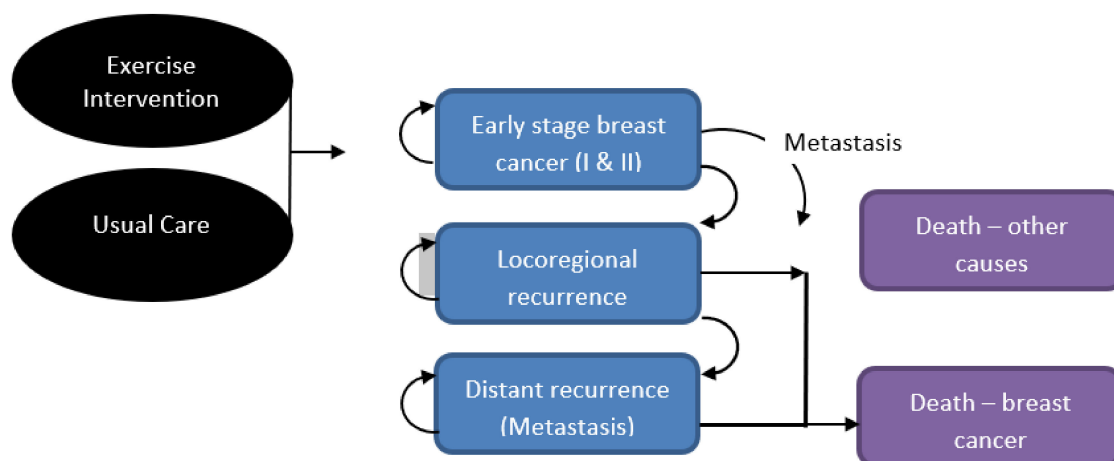 Exercise
Intervention
Usual Care
Early stage breast
cancer (I & II)
Metastasis
Locoregional
recurrence
Death – other
causes
Distant recurrence
(Metastasis)
Death – breast
cancer